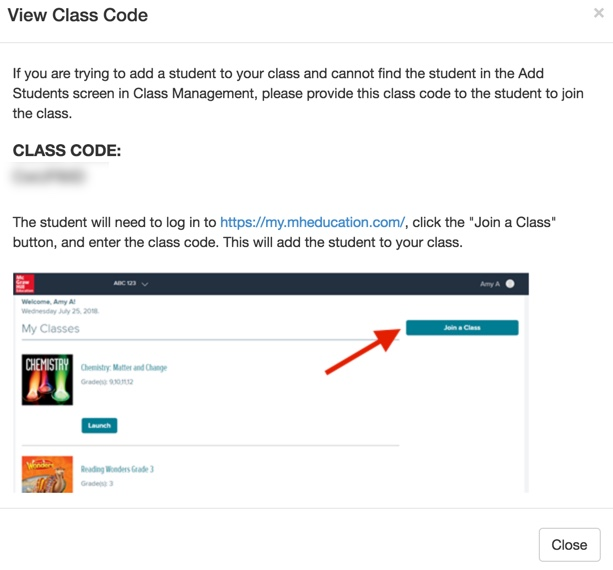 View Class Code
×
If you are trying to add a student to your class and cannot find the student in the Add
Students screen in Class Management, please provide this class code to the student to join
the class.
CLASS CODE:
The student will need to log in to https://my.mheducation.com/, click the "Join a Class"
button, and enter the class code. This will add the student to your class.
Mc
Graw
Hill
Education
ABC 123
Amy A
Welcome, Amy A!
Wednesday July 25, 2018.
My Classes
Join a Class
CHEMISTRY
Chemistry: Matter and Change
Grade(s): 9,10,11,12
Launch
Wonders
Reading Wonders Grade 3
Grade(s): 3
Close